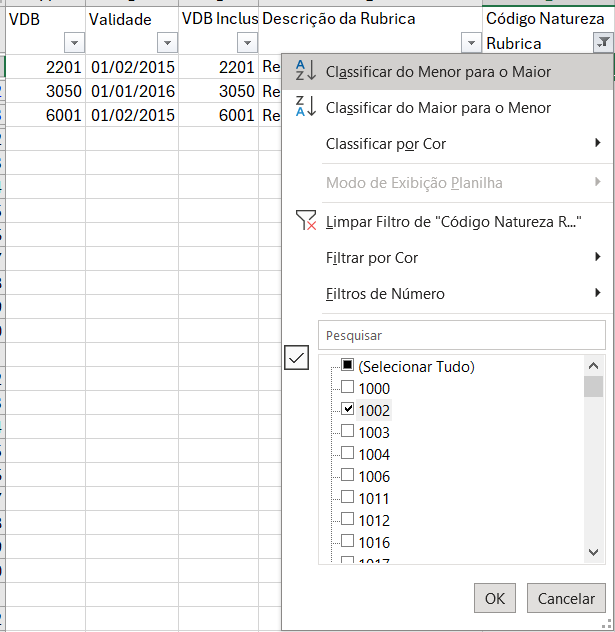 VDB Validade VDB Inclus Descrição da Rubrica Código Natureza
Rubrica
2201 01/02/2015 2201 Re
3050 01/01/2016 3050 Re
6001 01/02/2015 6001 Re
Classificar do Menor para o Maior
Classificar do Maior para o Menor
Classificar por Cor
Modo de Exibição Planilha
Limpar Filtro de "Código Natureza R..."
Filtrar por Cor
Filtros de Número
Pesquisar
(Selecionar Tudo)
1000
1002
1003
1004
1006
1011
1012
1016
1017
OK Cancelar